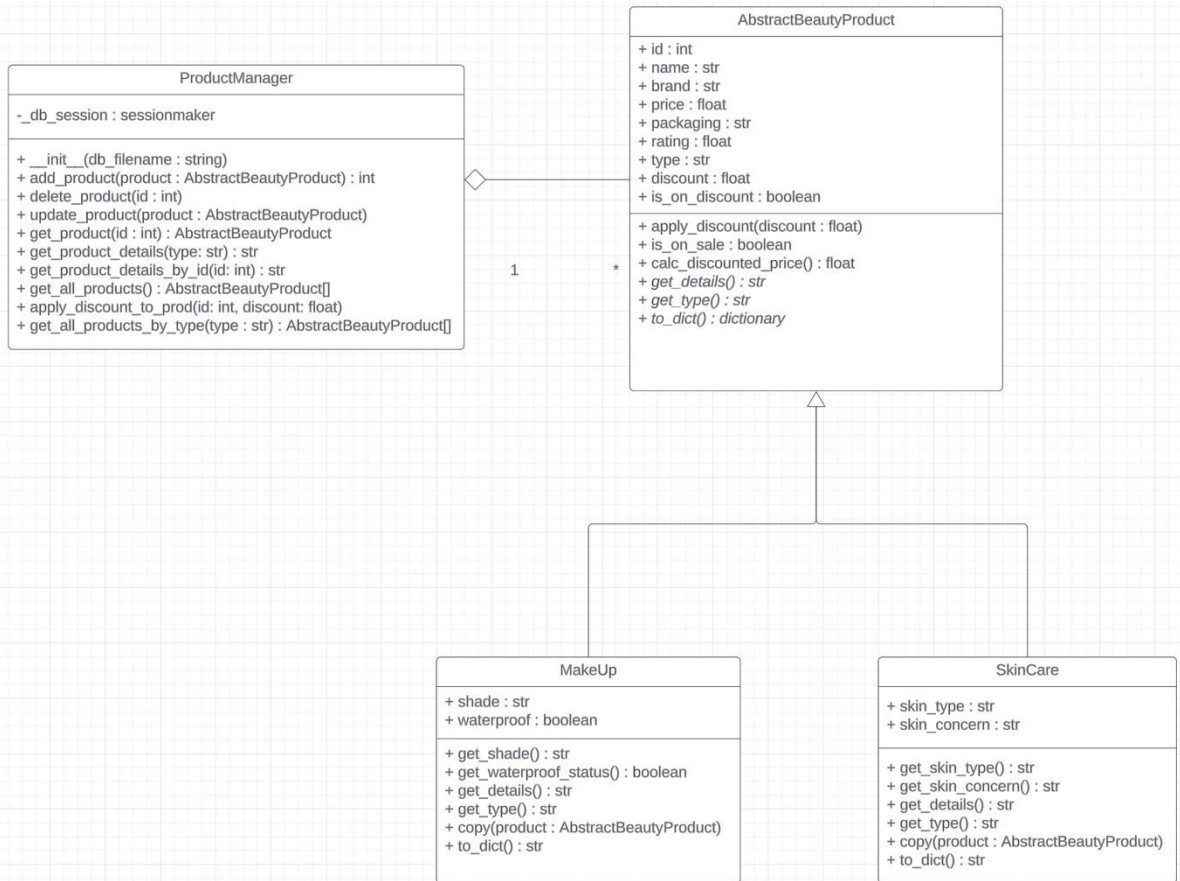 ProductManager
-_db_session : sessionmaker
+ __init__(db_filename : string)
+ add_product(product : AbstractBeautyProduct) : int
+ delete_product(id : int)
+ update_product(product : AbstractBeautyProduct)
+ get_product(id : int) : AbstractBeautyProduct
+ get_product_details(type: str) : str
+ get_product_details_by_id(id: int) : str
+ get_all_products() : AbstractBeautyProduct[]
+ apply_discount_to_prod(id: int, discount: float)
+ get_all_products_by_type(type : str) : AbstractBeautyProduct[]
1
*
AbstractBeautyProduct
+ id : int
+ name : str
+ brand : str
+ price : float
+ packaging : str
+ rating : float
+ type : str
+ discount : float
+ is_on_discount : boolean
+ apply_discount(discount : float)
+ is_on_sale : boolean
+ calc_discounted_price() : float
+ get_details() : str
+ get_type() : str
+ to_dict() : dictionary
MakeUp
+ shade : str
+ waterproof : boolean
+ get_shade() : str
+ get_waterproof_status() : boolean
+ get_details() : str
+ get_type() : str
+ copy(product : AbstractBeautyProduct)
+ to_dict() : str
SkinCare
+ skin_type : str
+ skin_concern : str
+ get_skin_type() : str
+ get_skin_concern() : str
+ get_details() : str
+ get_type() : str
+ copy(product : AbstractBeautyProduct)
+ to_dict() : str